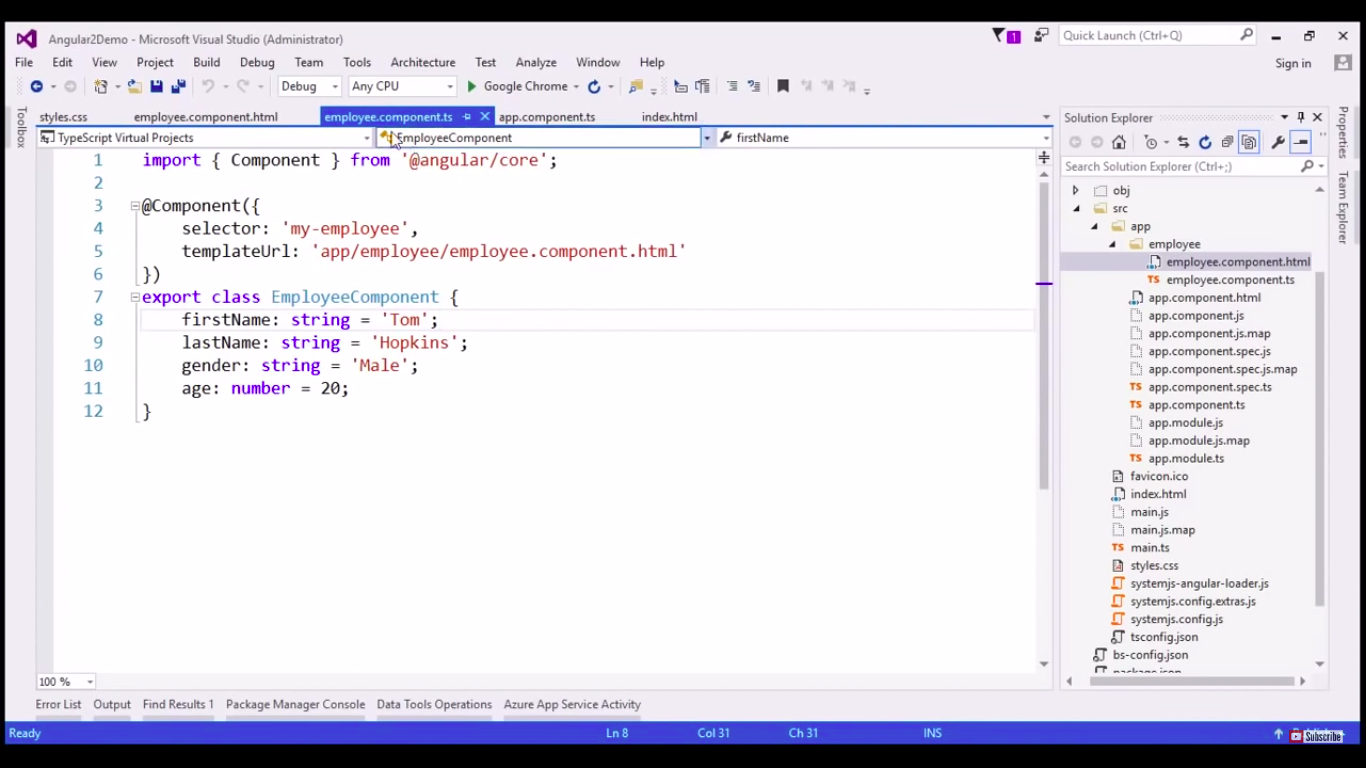 Angular2Demo - Microsoft Visual Studio (Administrator)
1
Quick Launch (Ctrl+Q)
File Edit View Project Build Debug Team Tools Architecture Test Analyze Window Help
Sign in
Debug Any CPU Google Chrome
Toolbox
styles.css employee.component.html employee.component.ts app.component.ts index.html
TypeScript Virtual Projects EmployeeComponent firstName
1 import { Component } from '@angular/core';
2
3 @Component({
4 selector: 'my-employee',
5 templateUrl: 'app/employee/employee.component.html'
6 })
7 export class EmployeeComponent {
8 firstName: string = 'Tom';
9 lastName: string = 'Hopkins';
10 gender: string = 'Male';
11 age: number = 20;
12 }
100 %
Solution Explorer
Search Solution Explorer (Ctrl+;)
obj
src
app
employee
employee.component.html
TS employee.component.ts
app.component.html
app.component.js
app.component.js.map
app.component.spec.js
app.component.spec.js.map
TS app.component.spec.ts
TS app.component.ts
app.module.js
app.module.js.map
TS app.module.ts
favicon.ico
index.html
main.js
main.js.map
TS main.ts
styles.css
systemjs-angular-loader.js
systemjs.config.extras.js
systemjs.config.js
tsconfig.json
bs-config.json
package.json
Properties
Team Explorer
Error List Output Find Results 1 Package Manager Console Data Tools Operations Azure App Service Activity
Ready Ln 8 Col 31 Ch 31 INS
Subscribe